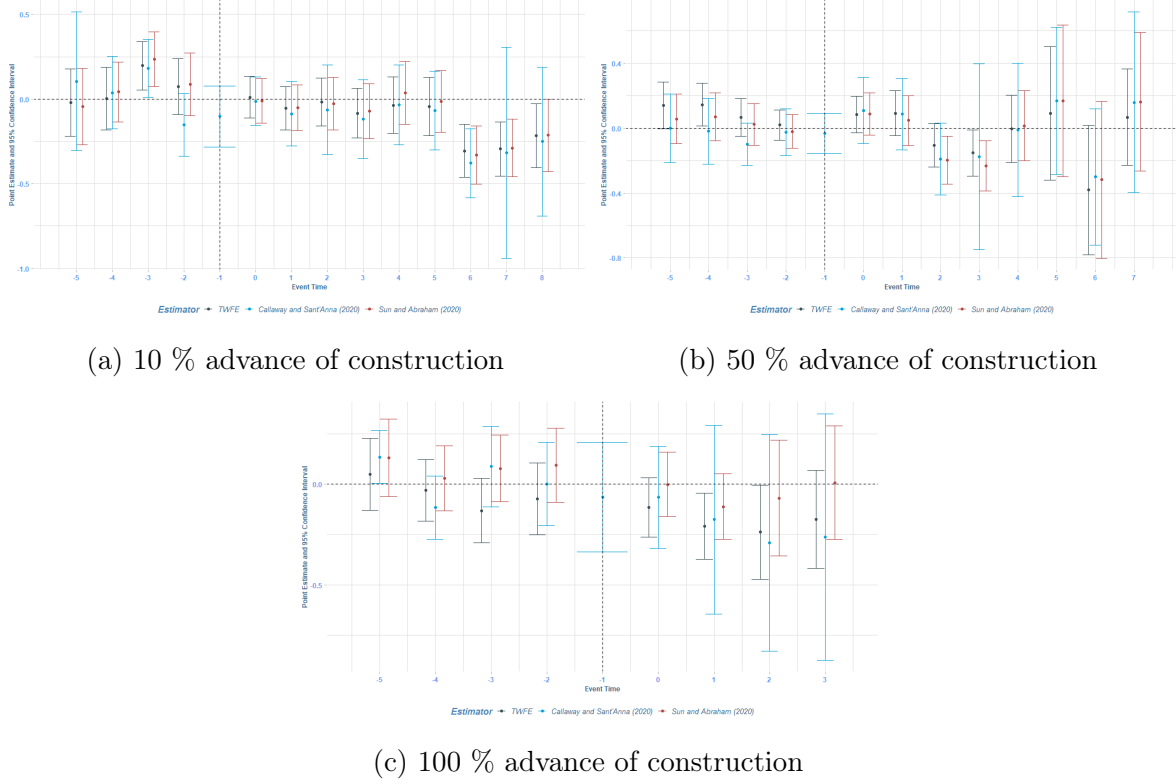 0.5
0.0
-0.5
-1.0
Point Estimate and 95% Confidence Interval
-5 -4 -3 -2 -1 0 1 2 3 4 5 6 7 8
Event Time
Estimator TWFE Callaway and Sant'Anna (2020) Sun and Abraham (2020)
(a) 10 % advance of construction
0.4
0.0
-0.4
-0.8
Point Estimate and 95% Confidence Interval
-5 -4 -3 -2 -1 0 1 2 3 4 5 6 7
Event Time
Estimator TWFE Callaway and Sant'Anna (2020) Sun and Abraham (2020)
(b) 50 % advance of construction
0.0
-0.5
Point Estimate and 95% Confidence Interval
-5 -4 -3 -2 -1 0 1 2 3
Event Time
Estimator TWFE Callaway and Sant'Anna (2020) Sun and Abraham (2020)
(c) 100 % advance of construction